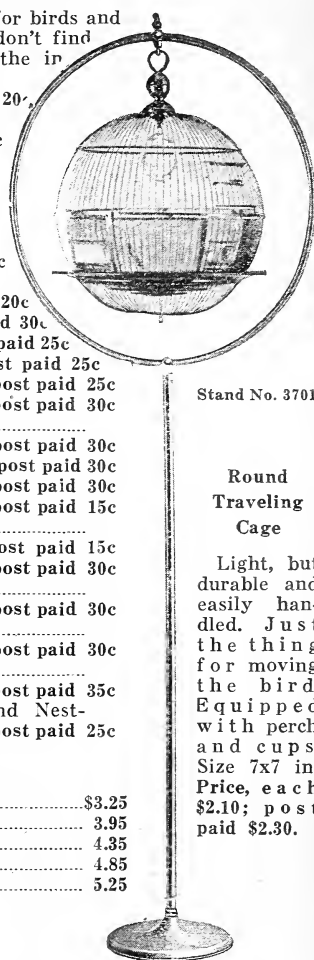 or birds and
don't find
the in
20
c
c
20c
d 30c
paid 25c
st paid 25c
post paid 25c
post paid 30c
post paid 30c
post paid 30c
post paid 30c
post paid 15c
ost paid 15c
post paid 30c
post paid 30c
post paid 30c
post paid 35c
nd Nest-
post paid 25c
$3.25
3.95
4.35
4.85
5.25
Stand No. 3701
Round
Traveling
Cage
Light, but
durable and
easily han-
dled. Just
the thing
for moving
the bird.
Equipped
with perch
and cups.
Size 7x7 in.
Price, each
$2.10; post
paid $2.30.